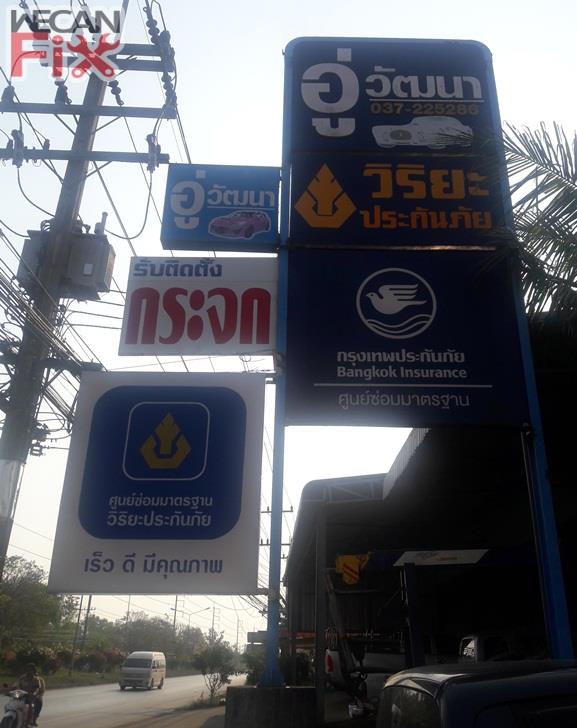 WECAN
Fix
อู่ วัฒนา
037-225286
วิริยะ
ประกันภัย
อู่ วัฒนา
รับติดตั้ง
กระจก
กรุงเทพประกันภัย
Bangkok Insurance
ศูนย์ซ่อมมาตรฐาน
ศูนย์ซ่อมมาตรฐาน
วิริยะประกันภัย
เร็ว ดี มีคุณภาพ